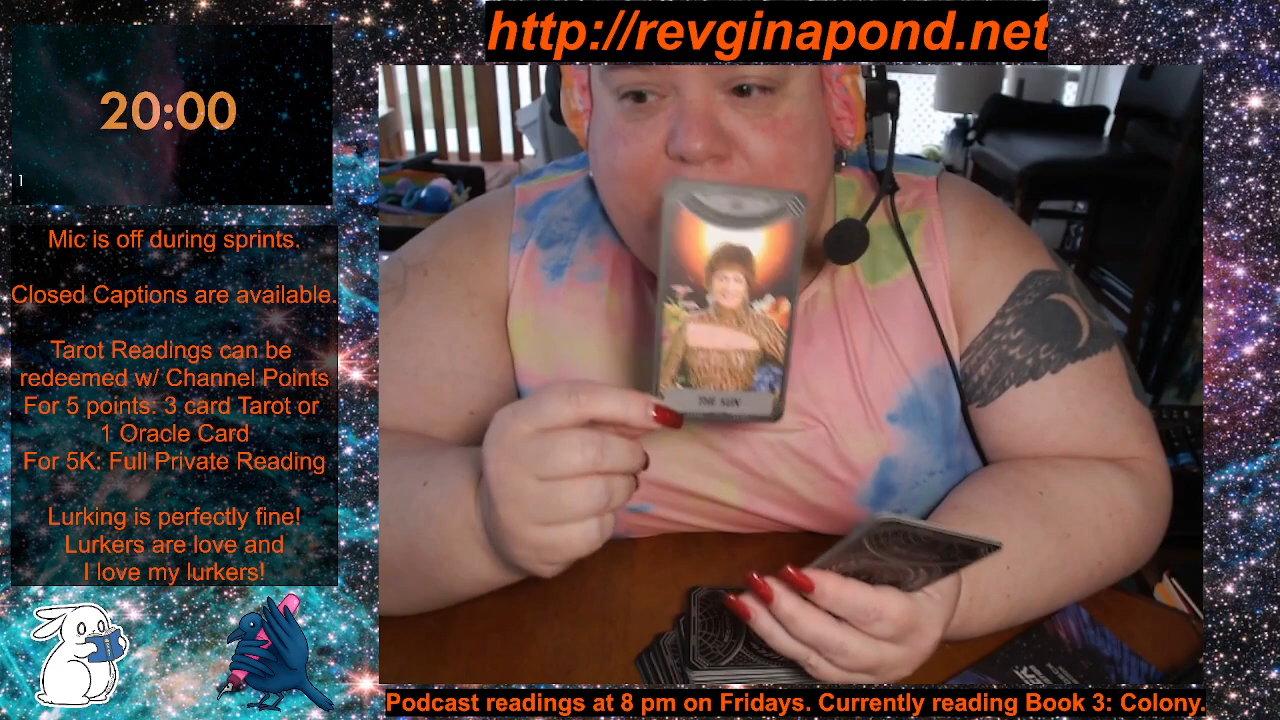 http://revginapond.net
20:00
1
Mic is off during sprints.
Closed Captions are available.
Tarot Readings can be
redeemed w/ Channel Points
For 5 points: 3 card Tarot or
1 Oracle Card
For 5K: Full Private Reading
Lurking is perfectly fine!
Lurkers are love and
I love my lurkers!
THE SUN
Podcast readings at 8 pm on Fridays. Currently reading Book 3: Colony.